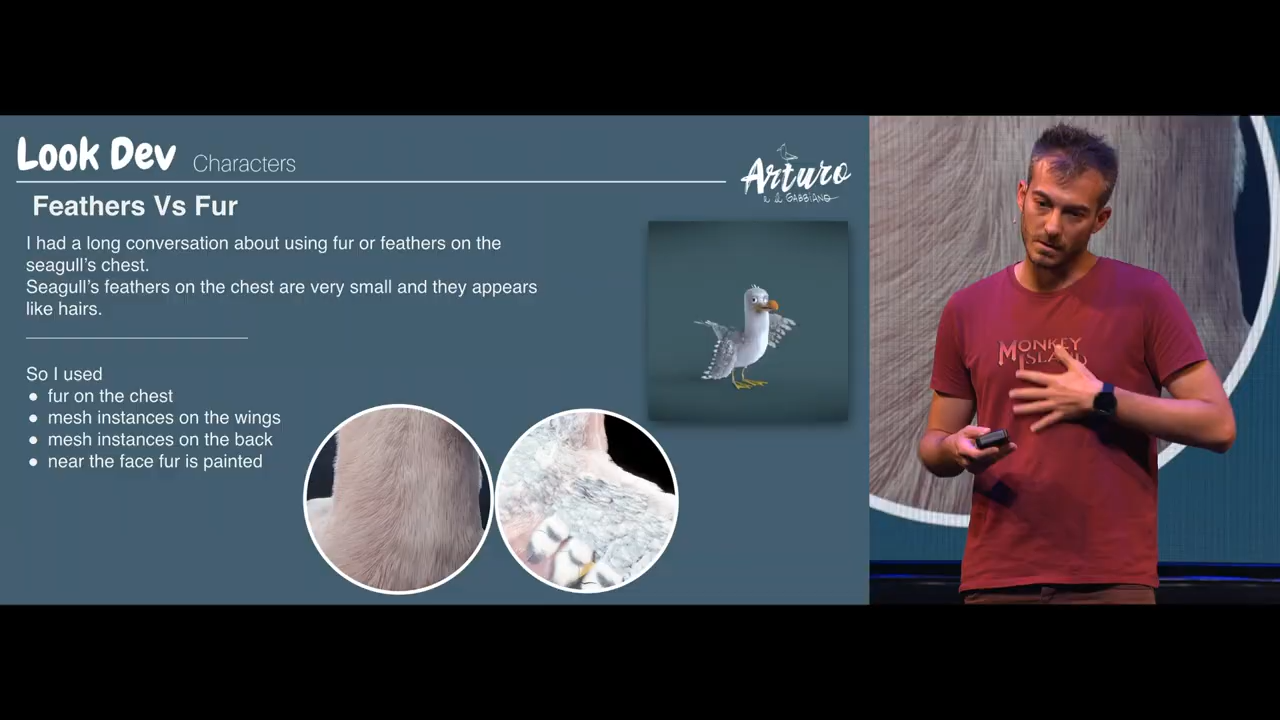 Look Dev Characters
Arturo
e il GABBIANO
Feathers Vs Fur
I had a long conversation about using fur or feathers on the
seagull's chest.
Seagull's feathers on the chest are very small and they appears
like hairs.
So I used
● fur on the chest
● mesh instances on the wings
● mesh instances on the back
● near the face fur is painted
MONKEY
ISLAND